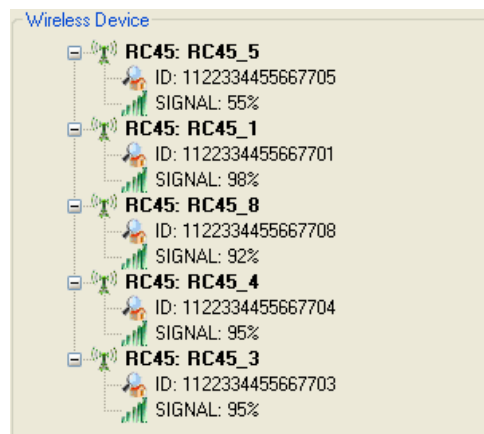 Wireless Device
RC45: RC45_5
ID: 1122334455667705
SIGNAL: 55%
RC45: RC45_1
ID: 1122334455667701
SIGNAL: 98%
RC45: RC45_8
ID: 1122334455667708
SIGNAL: 92%
RC45: RC45_4
ID: 1122334455667704
SIGNAL: 95%
RC45: RC45_3
ID: 1122334455667703
SIGNAL: 95%